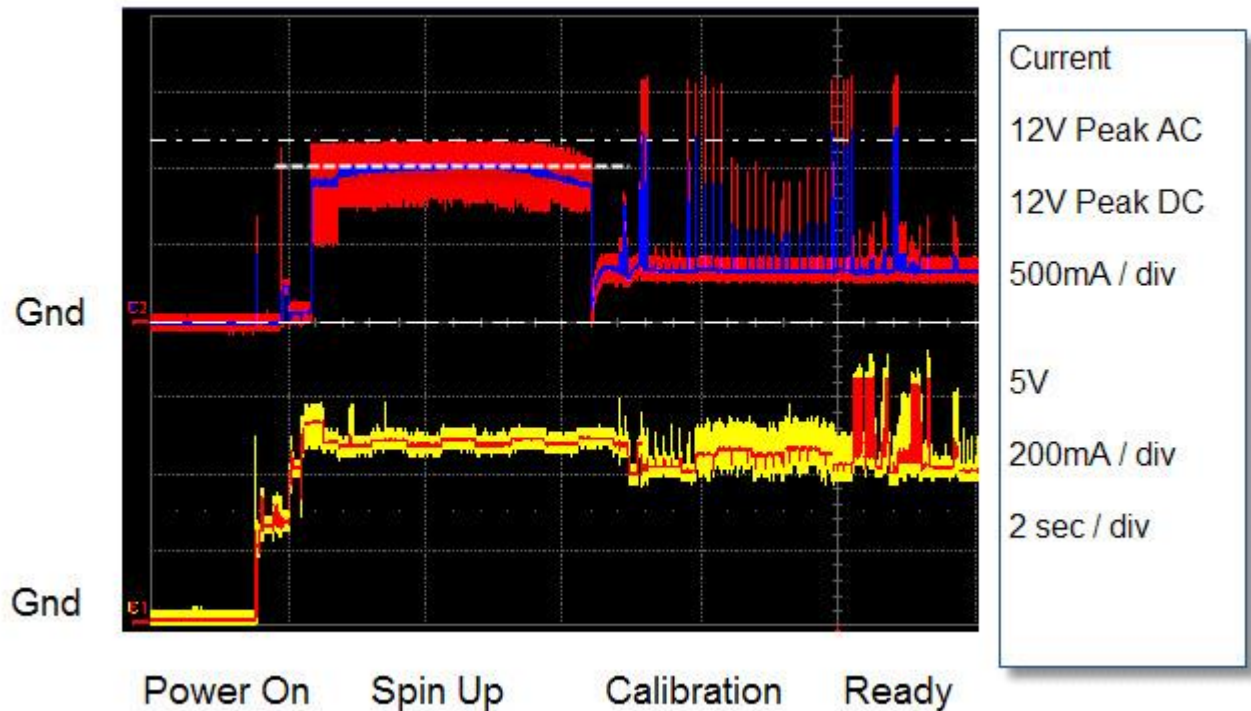 Current
12V Peak AC
12V Peak DC
500mA / div
Gnd
5V
200mA / div
2 sec / div
Gnd
Power On Spin Up Calibration Ready